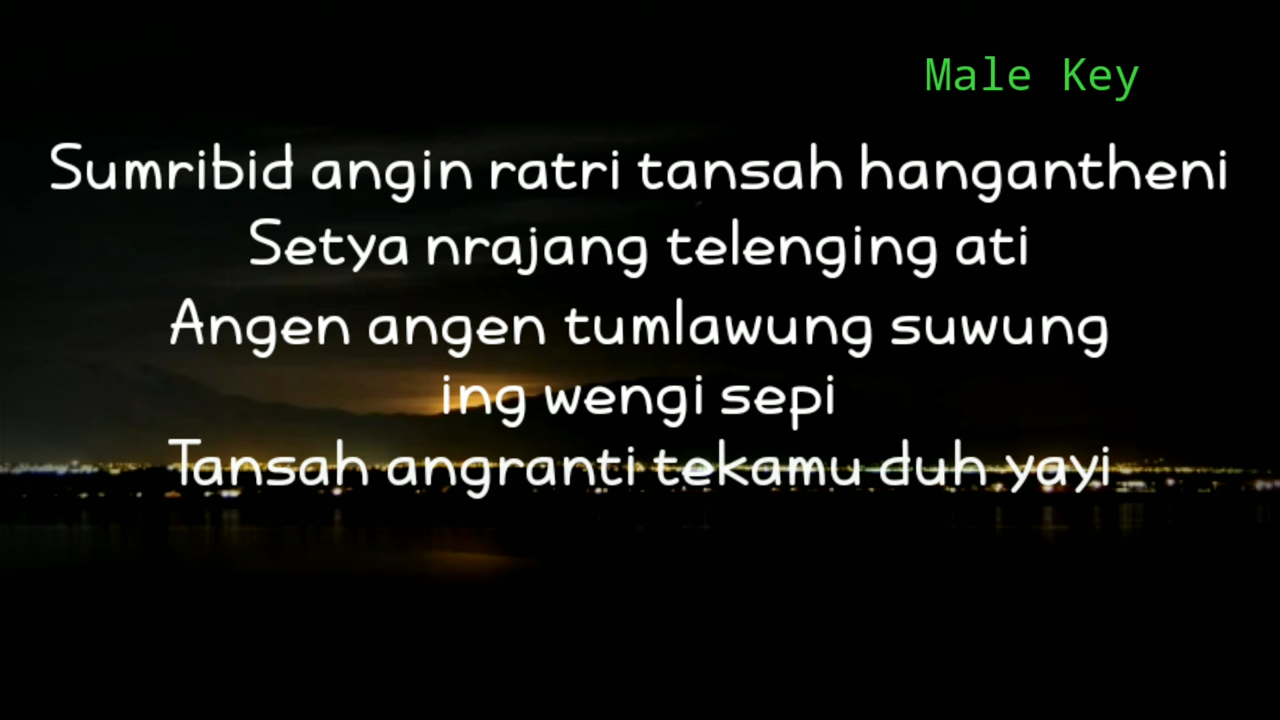 Male Key
Sumribid angin ratri tansah hangantheni
Setya nrajang telenging ati
Angen angen tumlawung suwung
ing wengi sepi
Tansah angranti tekamu duh yayi